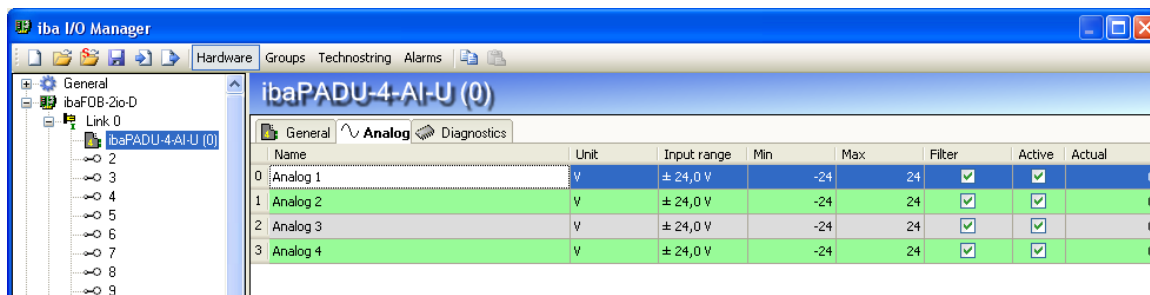 iba I/O Manager
Hardware Groups Technostring Alarms
General
ibaFOB-2io-D
Link 0
ibaPADU-4-AI-U (0)
2
3
4
5
6
7
8
9
ibaPADU-4-AI-U (0)
General Analog Diagnostics
Name Unit Input range Min Max Filter Active Actual
0 Analog 1 V ± 24,0 V -24 24
1 Analog 2 V ± 24,0 V -24 24
2 Analog 3 V ± 24,0 V -24 24
3 Analog 4 V ± 24,0 V -24 24